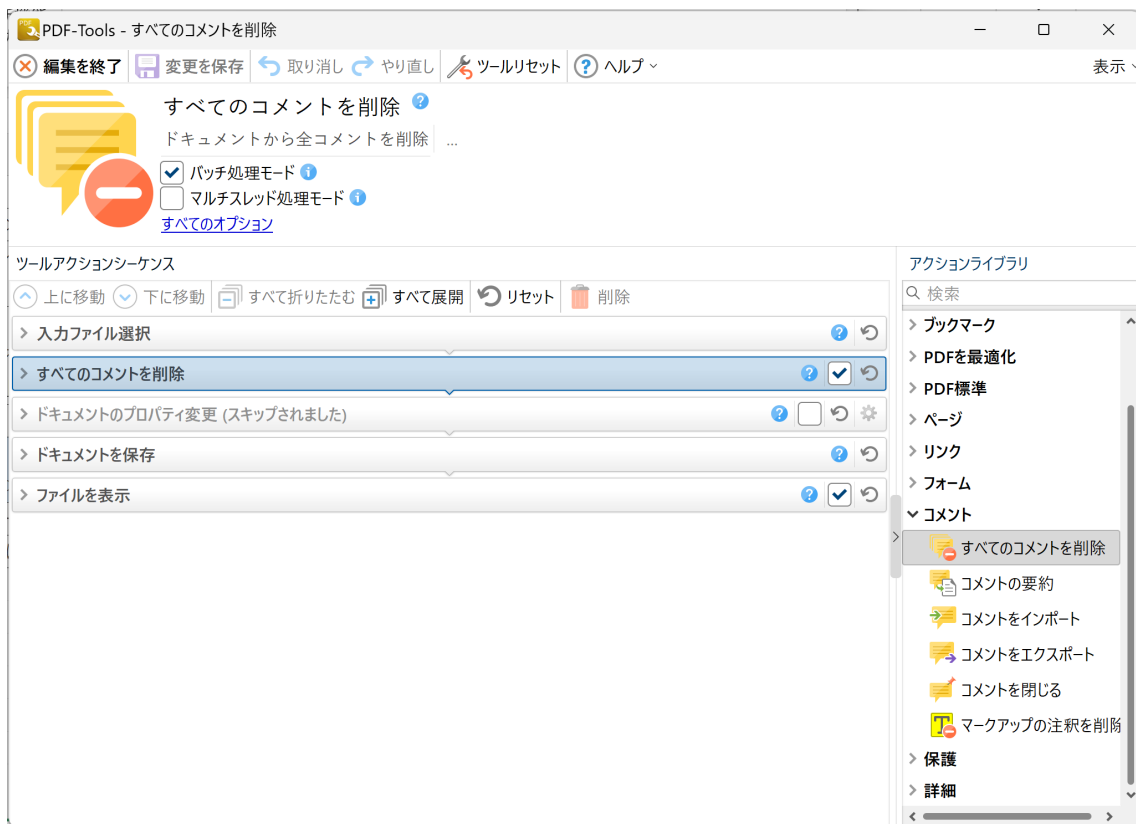 PDF-Tools - すべてのコメントを削除
編集を終了 変更を保存 取り消し やり直し ツールリセット ヘルプ 表示
すべてのコメントを削除
ドキュメントから全コメントを削除 ...
バッチ処理モード
マルチスレッド処理モード
すべてのオプション
ツールアクションシーケンス
上に移動 下に移動 すべて折りたたむ すべて展開 リセット 削除
入力ファイル選択
すべてのコメントを削除
ドキュメントのプロパティ変更 (スキップされました)
ドキュメントを保存
ファイルを表示
アクションライブラリ
検索
ブックマーク
PDFを最適化
PDF標準
ページ
リンク
フォーム
コメント
すべてのコメントを削除
コメントの要約
コメントをインポート
コメントをエクスポート
コメントを閉じる
マークアップの注釈を削除
保護
詳細